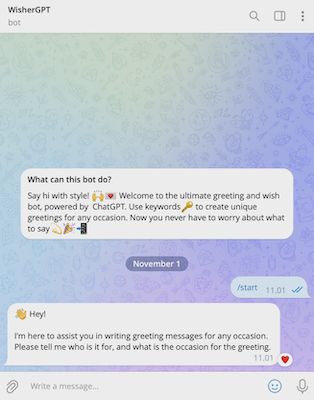 WisherGPT
bot
What can this bot do?
Say hi with style! 🙌💌 Welcome to the ultimate greeting and wish
bot, powered by ChatGPT. Use keywords🔑 to create unique
greetings for any occasion. Now you never have to worry about what
to say 💫🎉📲
November 1
/start 11.01
👋 Hey!
I'm here to assist you in writing greeting messages for any occasion.
Please tell me who is it for, and what is the occasion for the greeting.
11.01
Write a message...